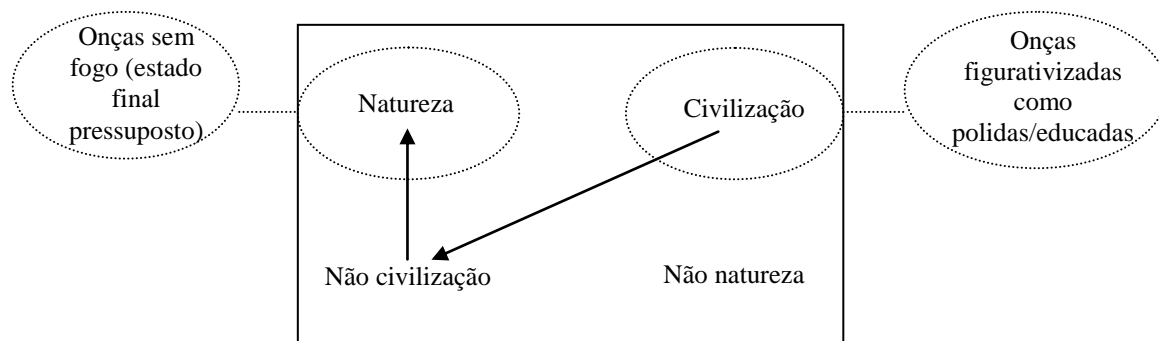 Onças sem
fogo (estado
final
pressuposto)
Natureza
Civilização
Onças
figurativizadas
como
polidas/educadas
Não civilização
Não natureza